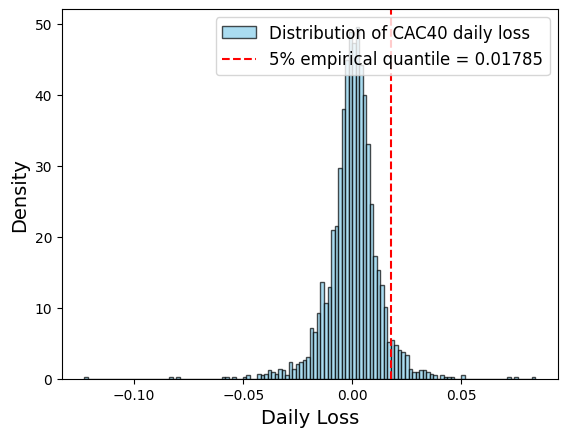 Distribution of CAC40 daily loss
5% empirical quantile = 0.01785
50
40
30
20
10
0
Density
−0.10
−0.05
0.00
0.05
Daily Loss